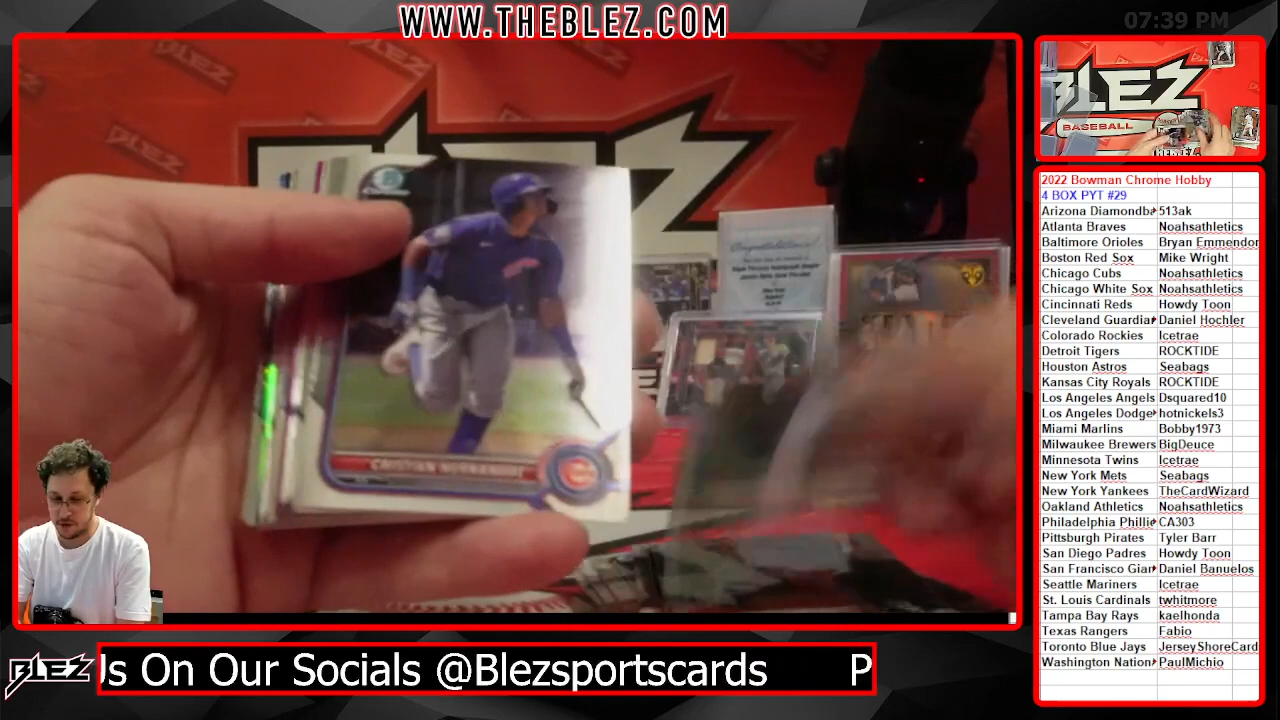 WWW.THEBLEZ.COM
07:39 PM
BLEZ
BASEBALL
2022 Bowman Chrome Hobby
4 BOX PYT #29
Arizona Diamondba 513ak
Atlanta Braves Noahsathletics
Baltimore Orioles Bryan Emmendor
Boston Red Sox Mike Wright
Chicago Cubs Noahsathletics
Chicago White Sox Noahsathletics
Cincinnati Reds Howdy Toon
Cleveland Guardian Daniel Hochler
Colorado Rockies Icetrae
Detroit Tigers ROCKTIDE
Houston Astros Seabags
Kansas City Royals ROCKTIDE
Los Angeles Angels Dsquared10
Los Angeles Dodge hotnickels3
Miami Marlins Bobby1973
Milwaukee Brewers BigDeuce
Minnesota Twins Icetrae
New York Mets Seabags
New York Yankees TheCardWizard
Oakland Athletics Noahsathletics
Philadelphia Phillie CA303
Pittsburgh Pirates Tyler Barr
San Diego Padres Howdy Toon
San Francisco Gian Daniel Banuelos
Seattle Mariners Icetrae
St. Louis Cardinals twhitmore
Tampa Bay Rays kaelhonda
Texas Rangers Fabio
Toronto Blue Jays JerseyShoreCard
Washington Nation PaulMichio
Congratulations!
CRISTIAN HERNANDEZ
BLEZ
Us On Our Socials @Blezsportscards P